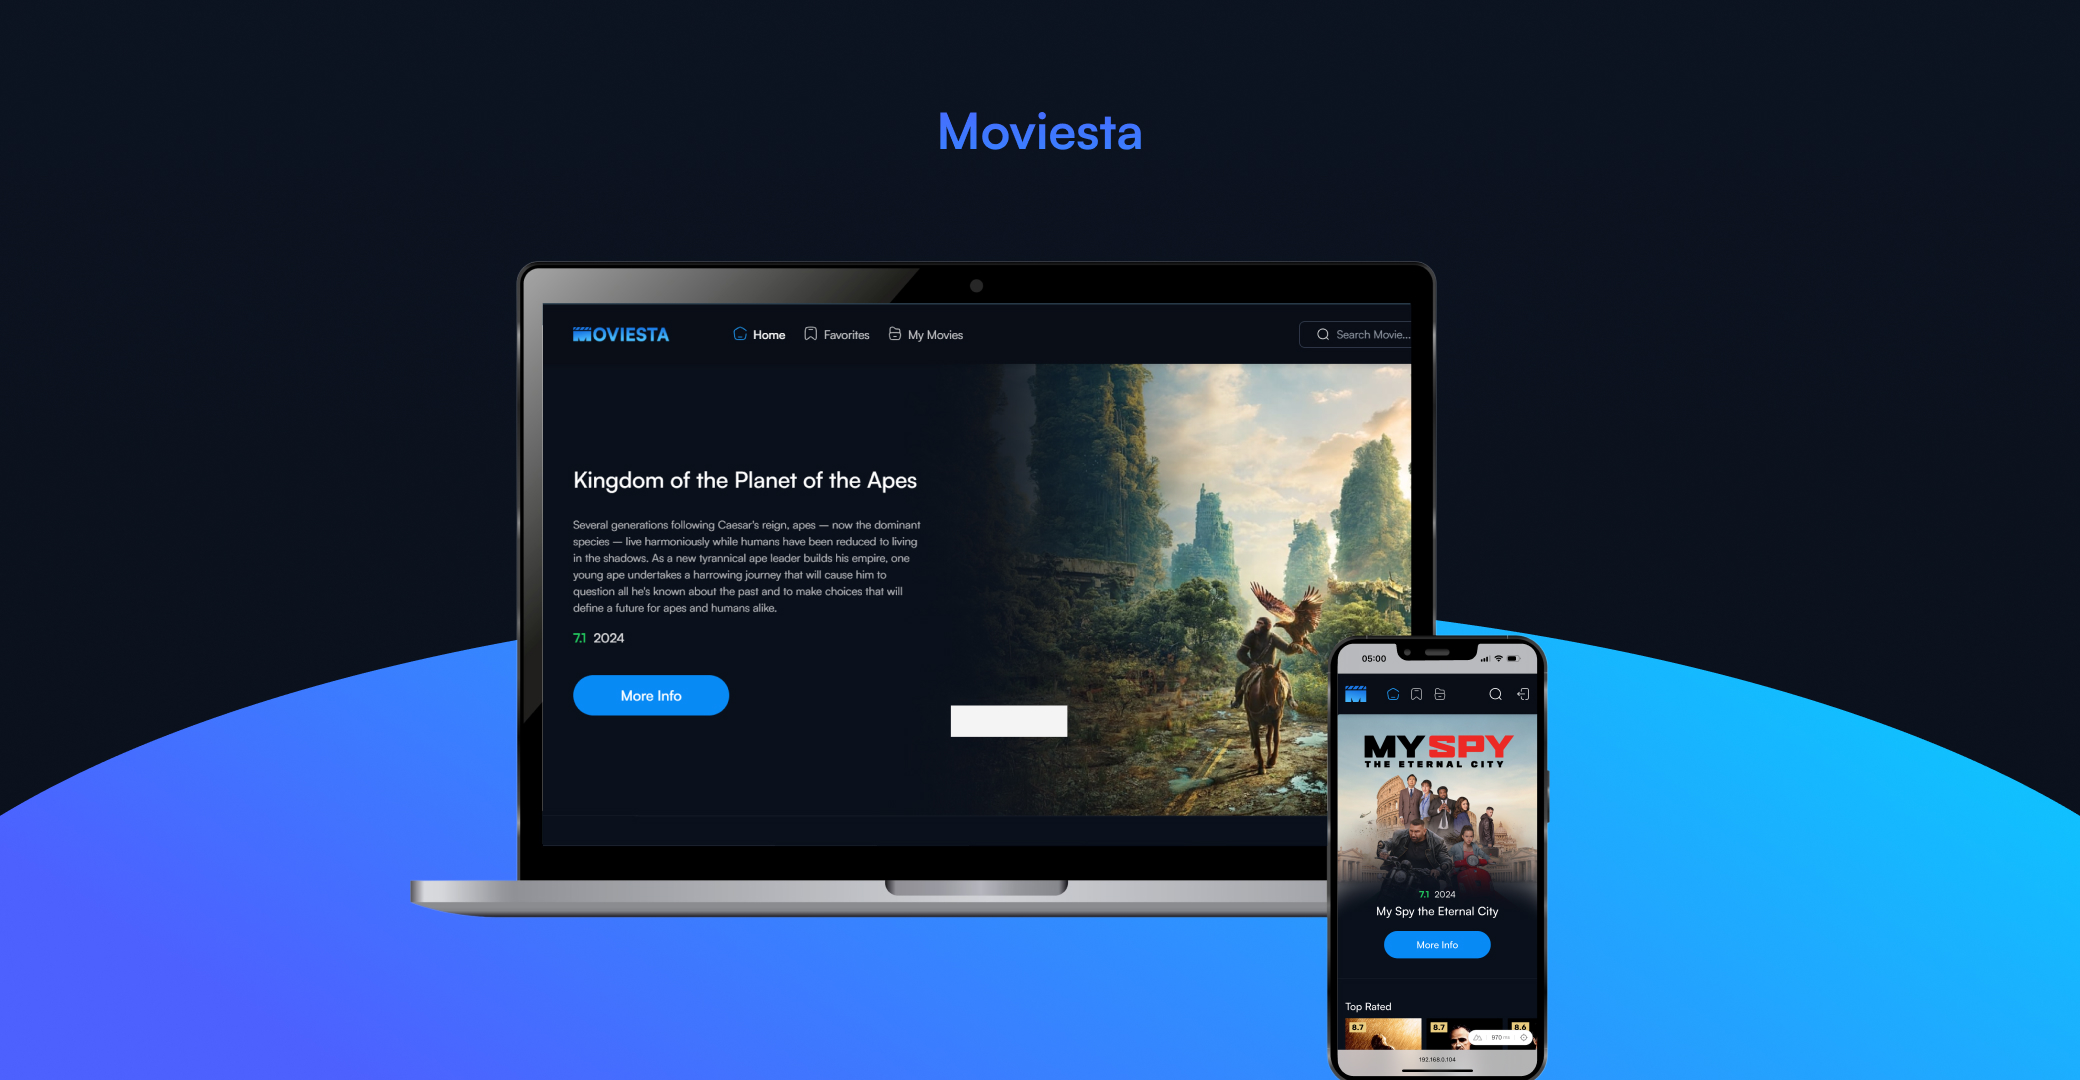 Moviesta
MOVIESTA
Home
Favorites
My Movies
Search Movie...
Kingdom of the Planet of the Apes
Several generations following Caesar's reign, apes — now the dominant
species — live harmoniously while humans have been reduced to living
in the shadows. As a new tyrannical ape leader builds his empire, one
young ape undertakes a harrowing journey that will cause him to
question all he's known about the past and to make choices that will
define a future for apes and humans alike.
7.1 2024
More Info
05:00
MY SPY
THE ETERNAL CITY
7.1 2024
My Spy the Eternal City
More Info
Top Rated
8.7
8.7
8.6
970 ms
192.168.0.104